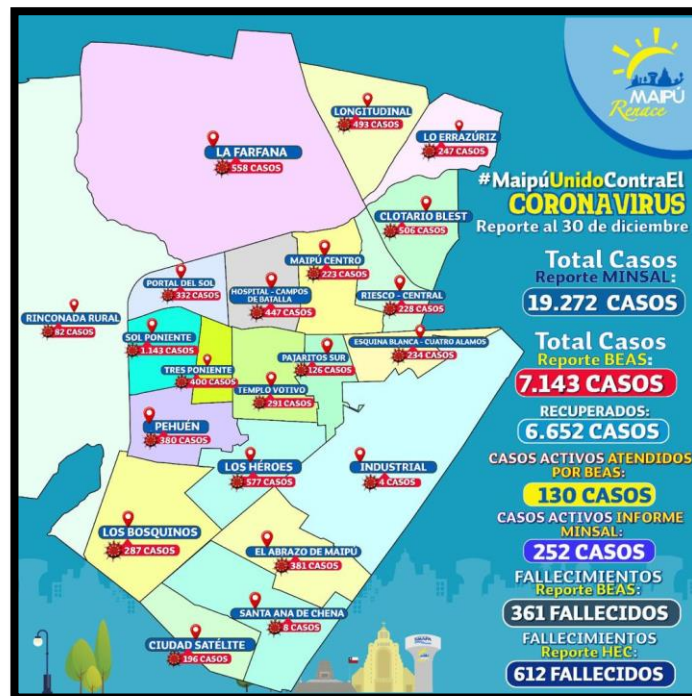 MAIPÚ
Renace
LONGITUDINAL
493 CASOS
LO ERRAZÚRIZ
247 CASOS
LA FARFANA
558 CASOS
#MaipúUnidoContraEl
CORONAVIRUS
Reporte al 30 de diciembre
CLOTARIO BLEST
506 CASOS
MAIPÚ CENTRO
223 CASOS
PORTAL DEL SOL
332 CASOS
HOSPITAL - CAMPOS
DE BATALLA
447 CASOS
RIESCO - CENTRAL
228 CASOS
RINCONADA RURAL
82 CASOS
SOL PONIENTE
1.143 CASOS
ESQUINA BLANCA - CUATRO ALAMOS
234 CASOS
PAJARITOS SUR
126 CASOS
TRES PONIENTE
400 CASOS
TEMPLO VOTIVO
291 CASOS
PEHUÉN
380 CASOS
LOS HÉROES
577 CASOS
INDUSTRIAL
4 CASOS
LOS BOSQUINOS
287 CASOS
EL ABRAZO DE MAIPÚ
381 CASOS
SANTA ANA DE CHENA
8 CASOS
CIUDAD SATÉLITE
196 CASOS
Total Casos
Reporte MINSAL:
19.272 CASOS
Total Casos
Reporte BEAS:
7.143 CASOS
RECUPERADOS:
6.652 CASOS
CASOS ACTIVOS ATENDIDOS
POR BEAS:
130 CASOS
CASOS ACTIVOS INFORME
MINSAL:
252 CASOS
FALLECIMIENTOS
Reporte BEAS:
361 FALLECIDOS
FALLECIMIENTOS
Reporte HEC:
612 FALLECIDOS